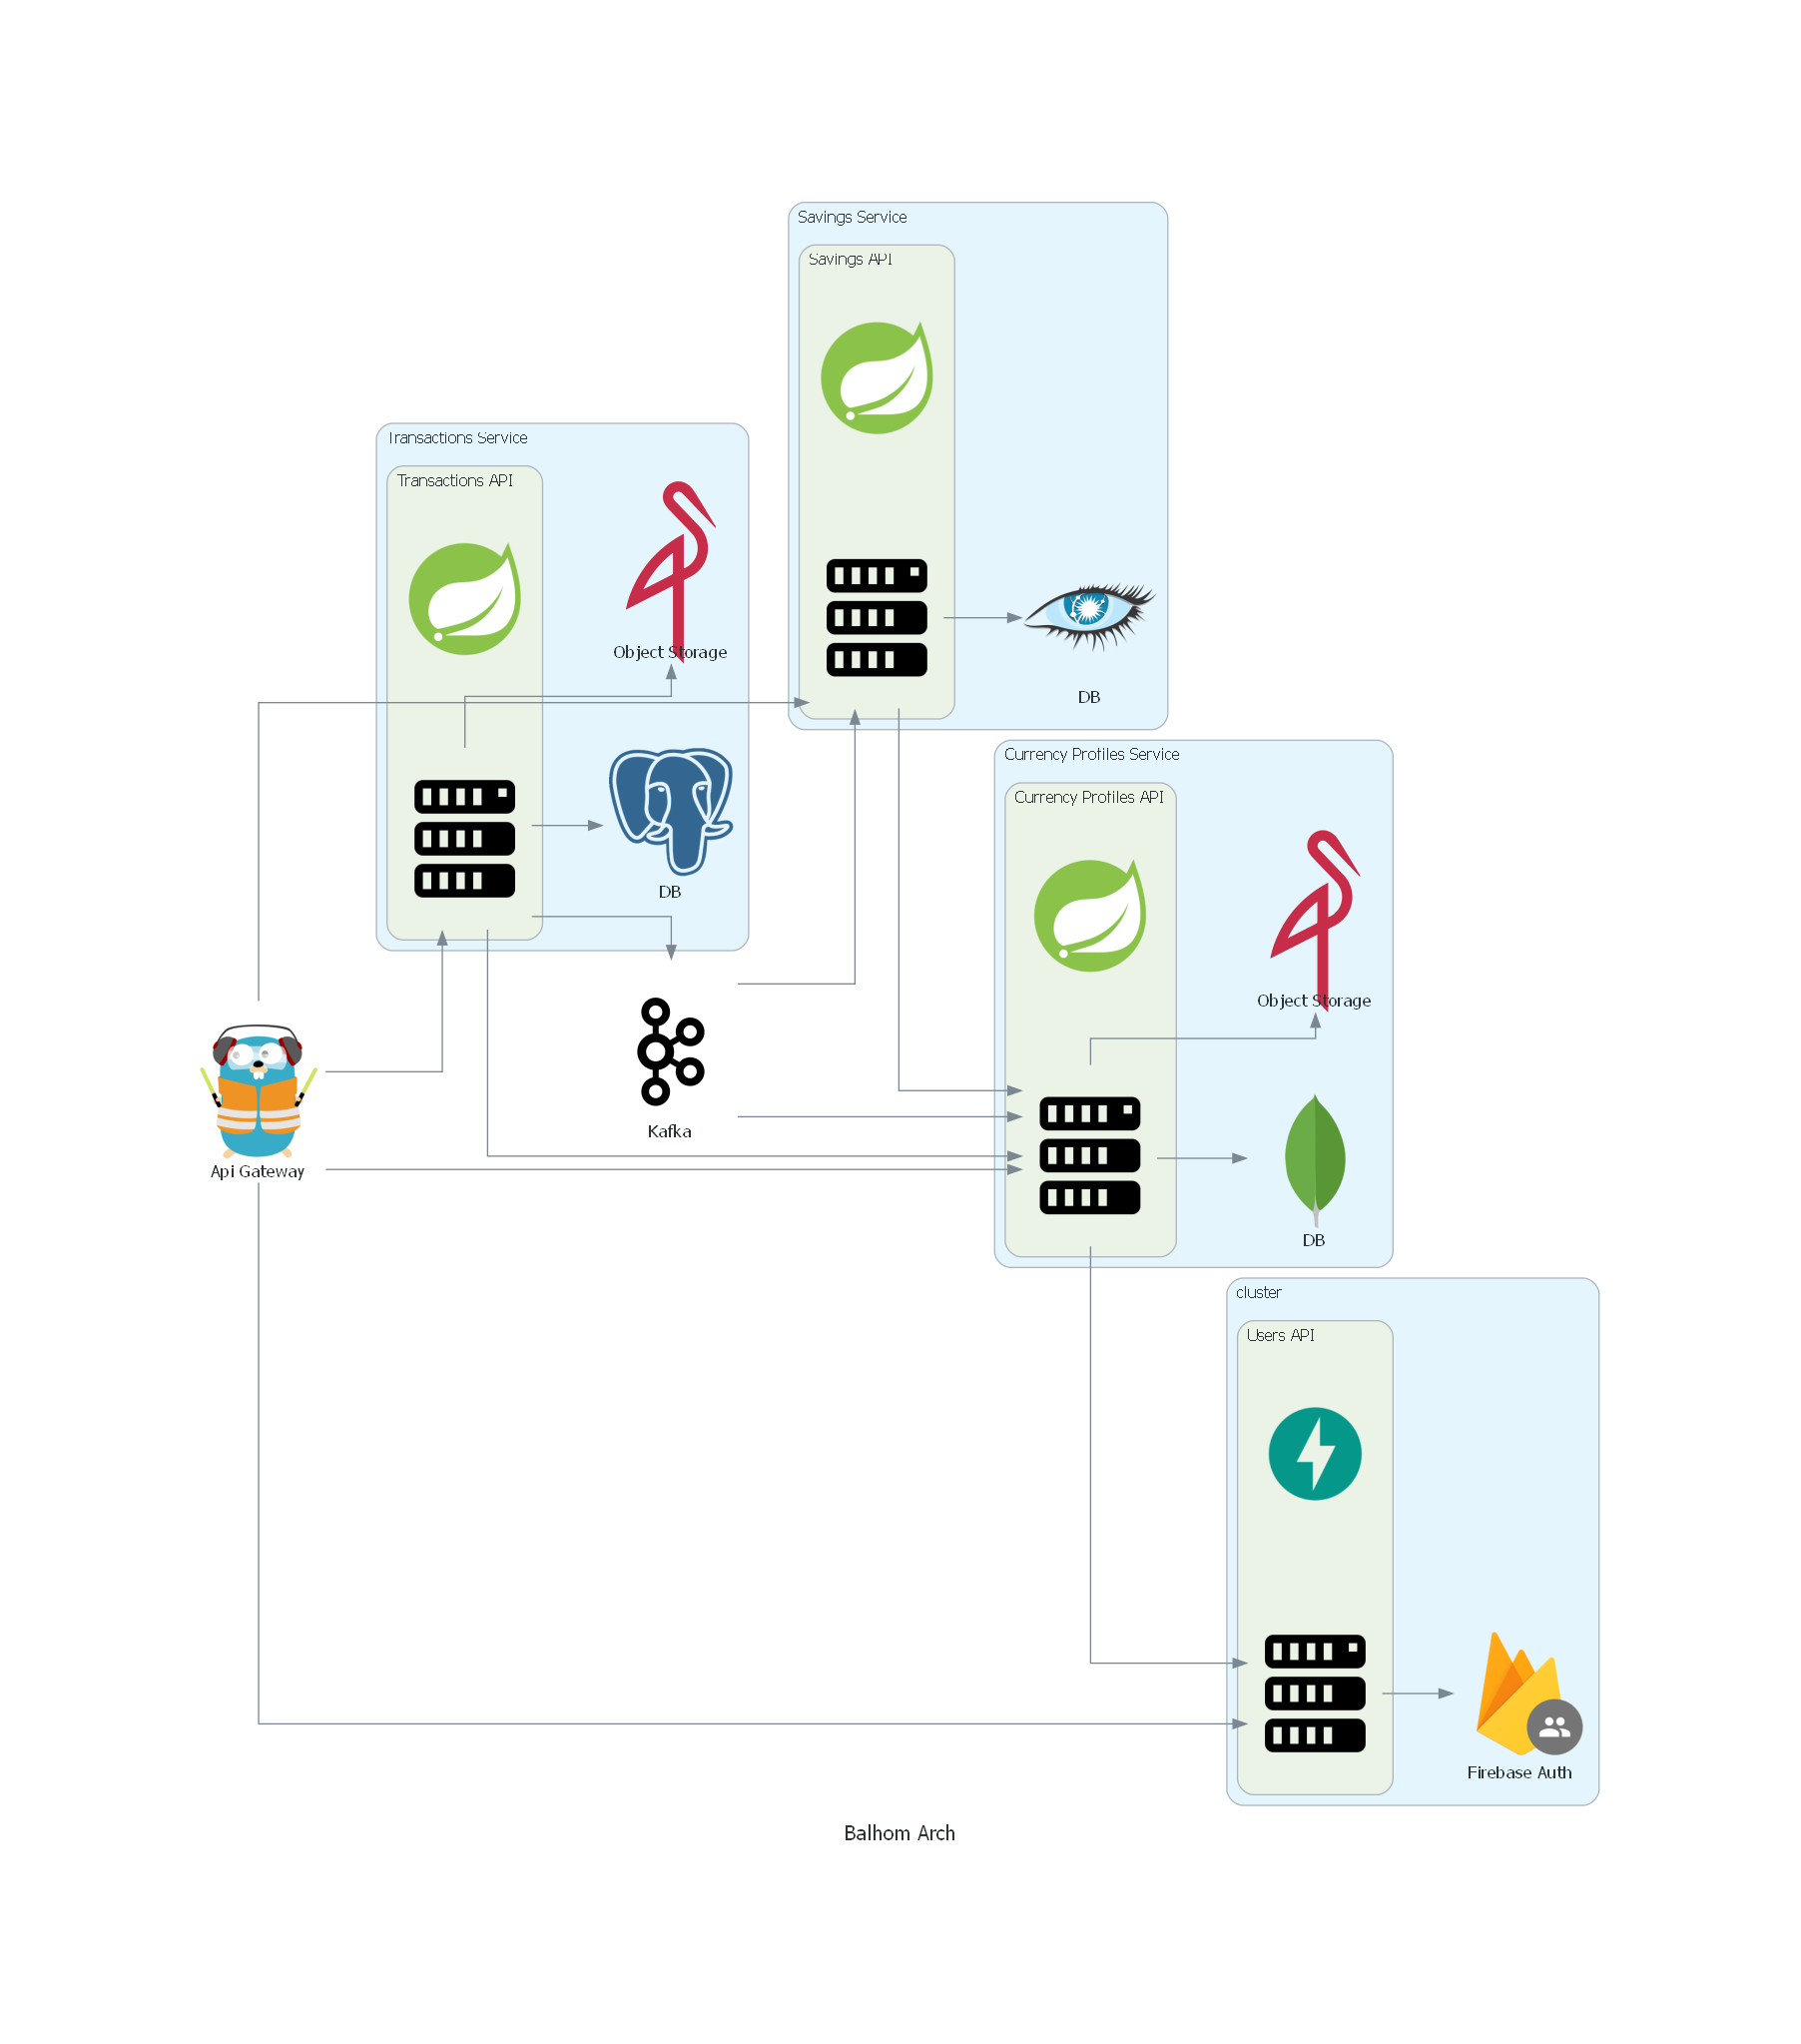 Savings Service
Savings API
DB
Transactions Service
Transactions API
Object Storage
DB
Currency Profiles Service
Currency Profiles API
Object Storage
DB
Kafka
Api Gateway
cluster
Users API
Firebase Auth
Balhom Arch